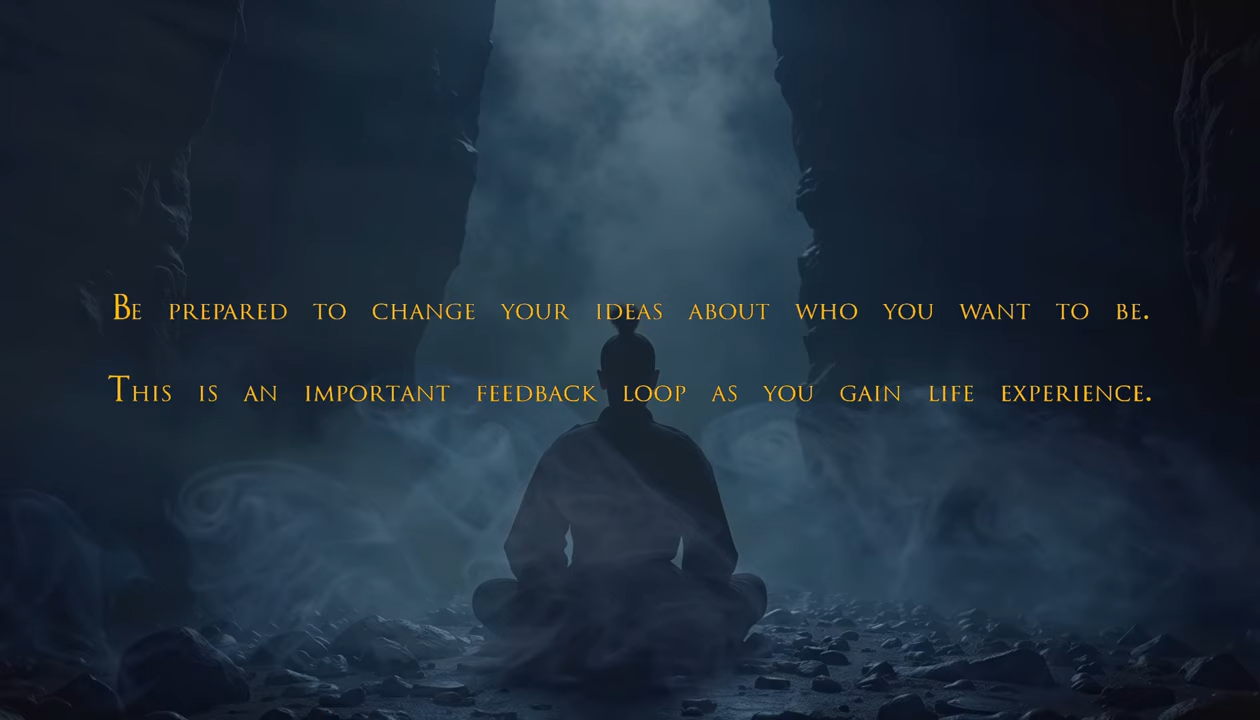 Be prepared to change your ideas about who you want to be.
This is an important feedback loop as you gain life experience.